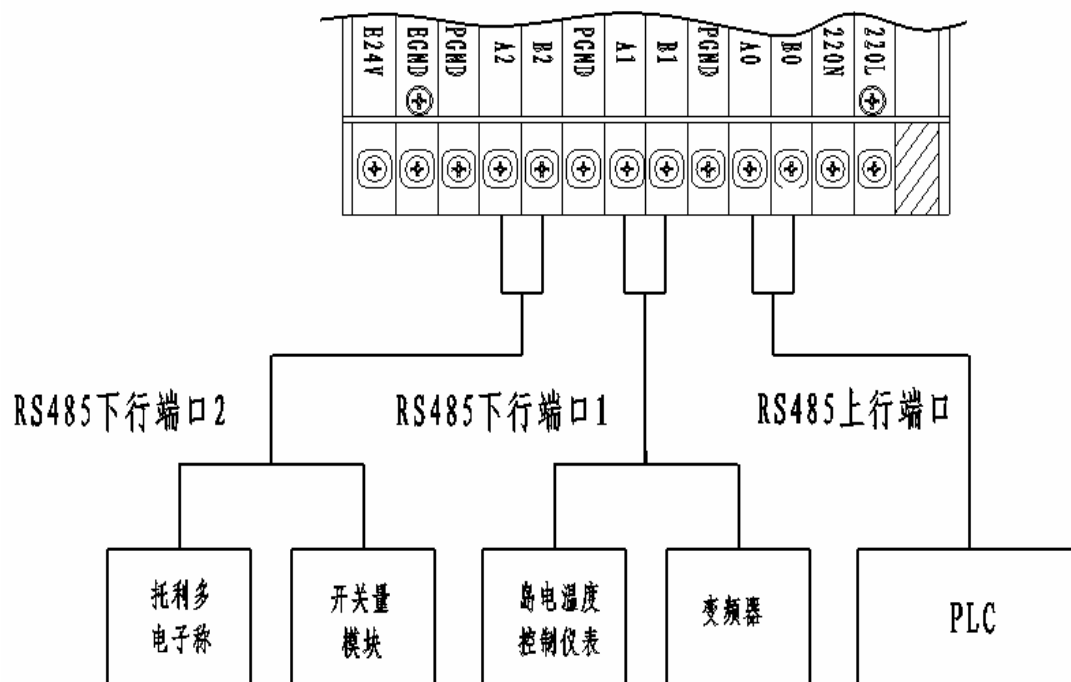 E24V
EGND
PGND
A2
B2
PGND
A1
B1
PGND
A0
B0
220N
220L
RS485下行端口2
RS485下行端口1
RS485上行端口
托利多
电子称
开关量
模块
岛电温度
控制仪表
变频器
PLC